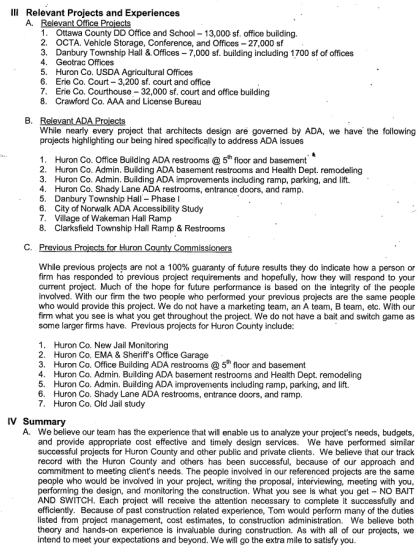 III Relevant Projects and Experiences
A. Relevant Office Projects
1. Ottawa County DD Office and School – 13,000 sf. office building.
2. OCTA. Vehicle Storage, Conference, and Offices – 27,000 sf
3. Danbury Township Hall & Offices – 7,000 sf. building including 1700 sf of offices
4. Geotrac Offices
5. Huron Co. USDA Agricultural Offices
6. Erie Co. Court – 3,200 sf. court and office
7. Erie Co. Courthouse – 32,000 sf. court and office building
8. Crawford Co. AAA and License Bureau
B. Relevant ADA Projects
While nearly every project that architects design are governed by ADA, we have the following
projects highlighting our being hired specifically to address ADA issues
1. Huron Co. Office Building ADA restrooms @ 5th floor and basement
2. Huron Co. Admin. Building ADA basement restrooms and Health Dept. remodeling
3. Huron Co. Admin. Building ADA improvements including ramp, parking, and lift.
4. Huron Co. Shady Lane ADA restrooms, entrance doors, and ramp.
5. Danbury Township Hall – Phase I
6. City of Norwalk ADA Accessibility Study
7. Village of Wakeman Hall Ramp
8. Clarksfield Township Hall Ramp & Restrooms
C. Previous Projects for Huron County Commissioners
While previous projects are not a 100% guaranty of future results they do indicate how a person or
firm has responded to previous project requirements and hopefully, how they will respond to your
current project. Much of the hope for future performance is based on the integrity of the people
involved. With our firm the two people who performed your previous projects are the same people
who would provide this project. We do not have a marketing team, an A team, B team, etc. With our
firm what you see is what you get throughout the project. We do not have a bait and switch game as
some larger firms have. Previous projects for Huron County include:
1. Huron Co. New Jail Monitoring
2. Huron Co. EMA & Sheriff's Office Garage
3. Huron Co. Office Building ADA restrooms @ 5th floor and basement
4. Huron Co. Admin. Building ADA basement restrooms and Health Dept. remodeling
5. Huron Co. Admin. Building ADA improvements including ramp, parking, and lift.
6. Huron Co. Shady Lane ADA restrooms, entrance doors, and ramp.
7. Huron Co. Old Jail study
IV Summary
A. We believe our team has the experience that will enable us to analyze your project's needs, budgets,
and provide appropriate cost effective and timely design services. We have performed similar
successful projects for Huron County and other public and private clients. We believe that our track
record with the Huron County and others has been successful, because of our approach and
commitment to meeting client's needs. The people involved in our referenced projects are the same
people who would be involved in your project, writing the proposal, interviewing, meeting with you,
performing the design, and monitoring the construction. What you see is what you get – NO BAIT
AND SWITCH. Each project will receive the attention necessary to complete it successfully and
efficiently. Because of past construction related experience, Tom would perform many of the duties
listed from project management, cost estimates, to construction administration. We believe both
theory and hands-on experience is invaluable during construction. As with all of our projects, we
intend to meet your expectations and beyond. We will go the extra mile to satisfy you.